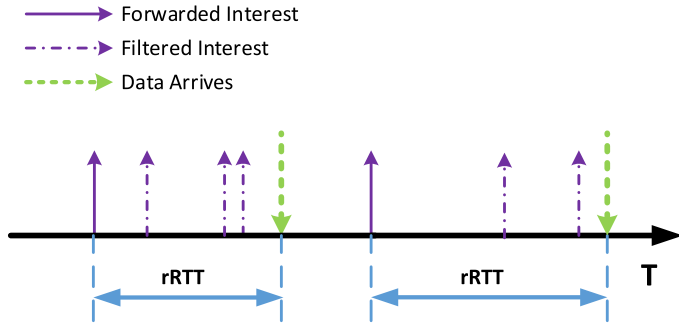 Forwarded Interest
Filtered Interest
Data Arrives
rRTT
rRTT
T